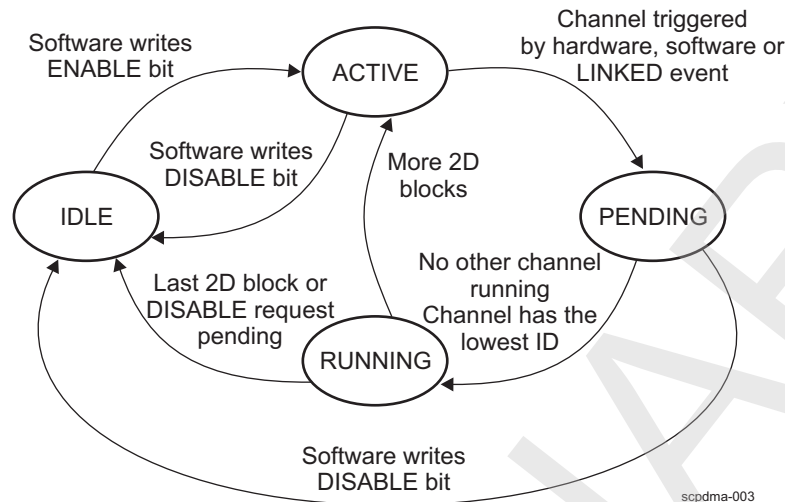 Software writes
ENABLE bit
ACTIVE
Channel triggered
by hardware, software or
LINKED event
Software writes
DISABLE bit
More 2D
blocks
IDLE
PENDING
Last 2D block or
DISABLE request
pending
No other channel
running
Channel has the
lowest ID
RUNNING
Software writes
DISABLE bit
scpdma-003